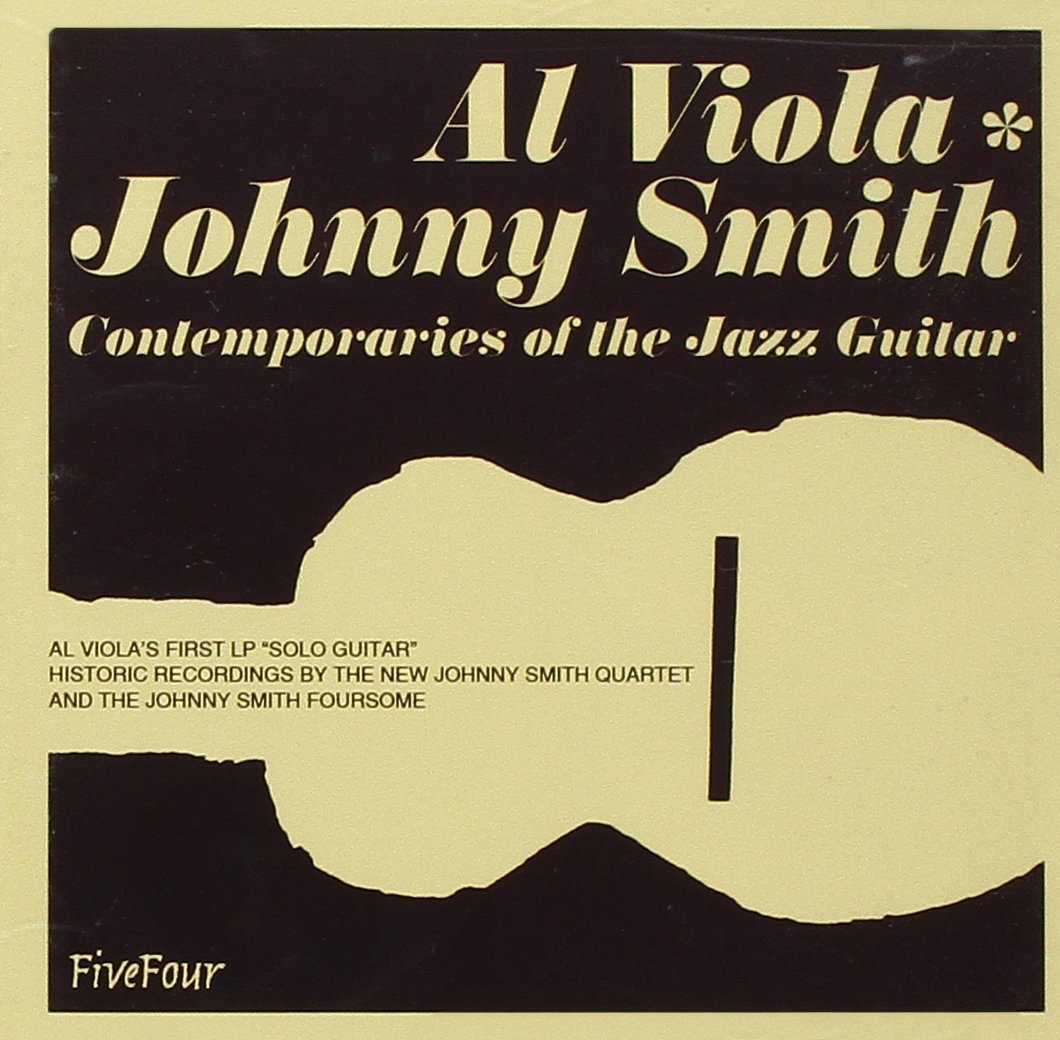 Al Viola *
Johnny Smith
Contemporaries of the Jazz Guitar
AL VIOLA'S FIRST LP “SOLO GUITAR”
HISTORIC RECORDINGS BY THE NEW JOHNNY SMITH QUARTET
AND THE JOHNNY SMITH FOURSOME
FiveFour